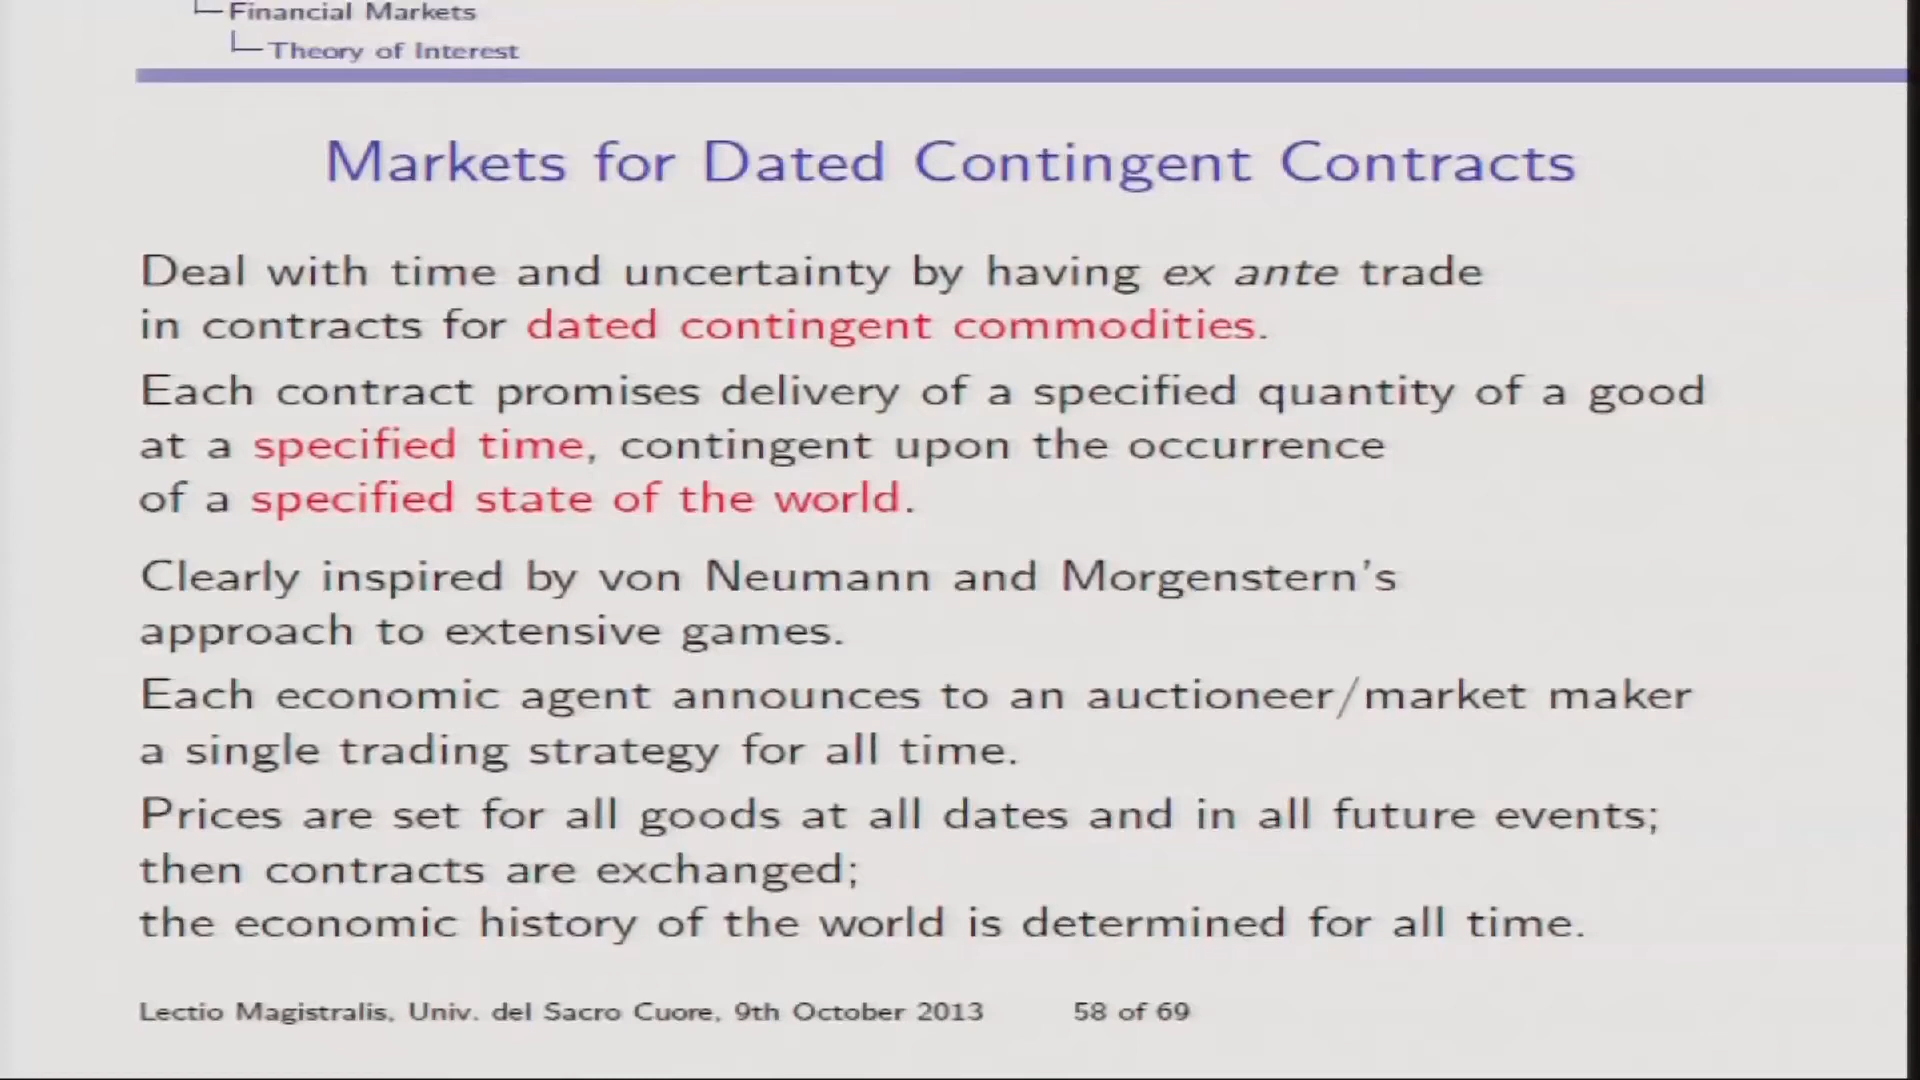 Financial Markets
Theory of Interest
Markets for Dated Contingent Contracts
Deal with time and uncertainty by having ex ante trade
in contracts for dated contingent commodities.
Each contract promises delivery of a specified quantity of a good
at a specified time, contingent upon the occurrence
of a specified state of the world.
Clearly inspired by von Neumann and Morgenstern's
approach to extensive games.
Each economic agent announces to an auctioneer/market maker
a single trading strategy for all time.
Prices are set for all goods at all dates and in all future events;
then contracts are exchanged;
the economic history of the world is determined for all time.
Lectio Magistralis, Univ. del Sacro Cuore, 9th October 2013 58 of 69